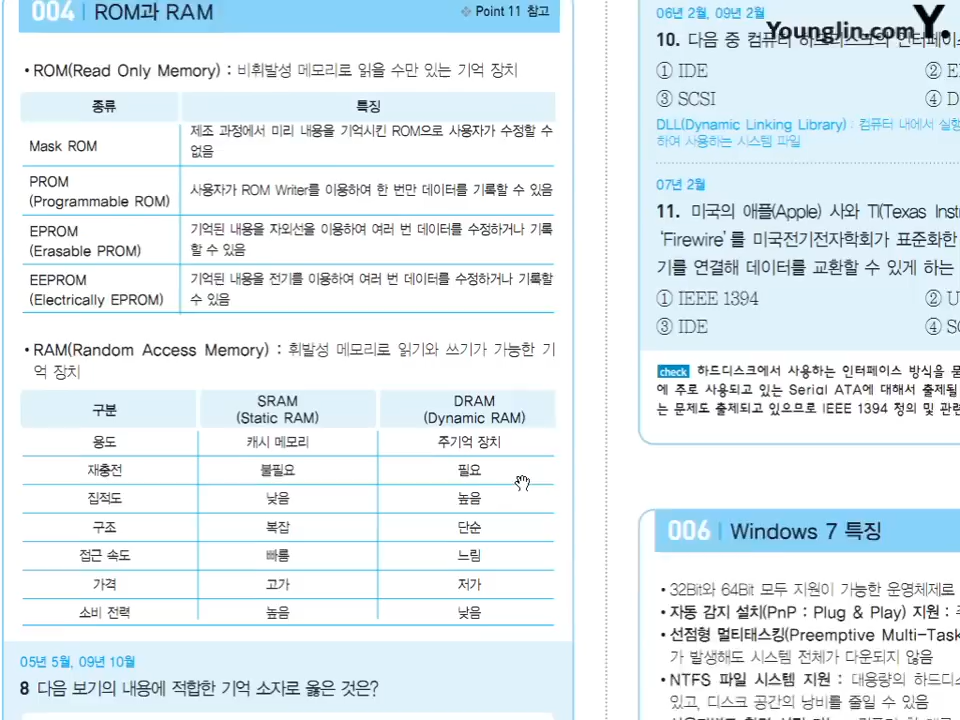 004 | ROM과 RAM
Point 11 참고
• ROM(Read Only Memory) : 비휘발성 메모리로 읽을 수만 있는 기억 장치
종류 특징
Mask ROM 제조 과정에서 미리 내용을 기억시킨 ROM으로 사용자가 수정할 수
없음
PROM
(Programmable ROM) 사용자가 ROM Writer를 이용하여 한 번만 데이터를 기록할 수 있음
EPROM 기억된 내용을 자외선을 이용하여 여러 번 데이터를 수정하거나 기록
(Erasable PROM) 할 수 있음
EEPROM 기억된 내용을 전기를 이용하여 여러 번 데이터를 수정하거나 기록할
(Electrically EPROM) 수 있음
• RAM(Random Access Memory) : 휘발성 메모리로 읽기와 쓰기가 가능한 기
억 장치
구분 SRAM DRAM
(Static RAM) (Dynamic RAM)
용도 캐시 메모리 주기억 장치
재충전 불필요 필요
집적도 낮음 높음
구조 복잡 단순
접근 속도 빠름 느림
가격 고가 저가
소비 전력 높음 낮음
05년 5월, 09년 10월
8 다음 보기의 내용에 적합한 기억 소자로 옳은 것은?
06년 2월, 09년 2월
Younglin.com Y.
10. 다음 중 컴퓨터 하드디스크의 인터페이스
① IDE ② E
③ SCSI ④ D
DLL(Dynamic Linking Library) : 컴퓨터 내에서 실행
하여 사용하는 시스템 파일
07년 2월
11. 미국의 애플(Apple) 사와 TI(Texas Inst
'Firewire'를 미국전기전자학회가 표준화한
기를 연결해 데이터를 교환할 수 있게 하는
① IEEE 1394 ② U
③ IDE ④ SC
check 하드디스크에서 사용하는 인터페이스 방식을 묻
에 주로 사용되고 있는 Serial ATA에 대해서 출제될
는 문제도 출제되고 있으므로 IEEE 1394 정의 및 관련
006 | Windows 7 특징
• 32Bit와 64Bit 모두 지원이 가능한 운영체제로
• 자동 감지 설치(PnP : Plug & Play) 지원 :
• 선점형 멀티태스킹(Preemptive Multi-Task
가 발생해도 시스템 전체가 다운되지 않음
• NTFS 파일 시스템 지원 : 대용량의 하드디스
있고, 디스크 공간의 낭비를 줄일 수 있음